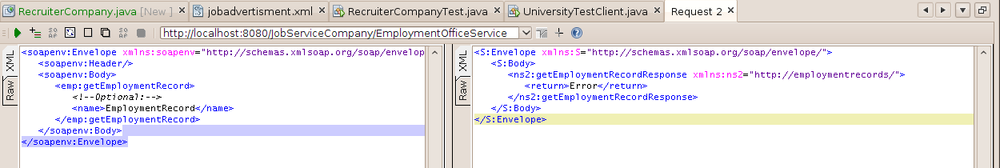 RecruiterCompany.java [New ] jobadvertisment.xml RecruiterCompanyTest.java UniversityTestClient.java Request 2
http://localhost:8080/JobServiceCompany/EmploymentOfficeService
XML
Raw
<soapenv:Envelope xmlns:soapenv="http://schemas.xmlsoap.org/soap/envelop
<soapenv:Header/>
<soapenv:Body>
<emp:getEmploymentRecord>
<!--Optional:-->
<name>EmploymentRecord</name>
</emp:getEmploymentRecord>
</soapenv:Body>
</soapenv:Envelope>
XML
Raw
<S:Envelope xmlns:S="http://schemas.xmlsoap.org/soap/envelope/">
<S:Body>
<ns2:getEmploymentRecordResponse xmlns:ns2="http://employmentrecords/">
<return>Error</return>
</ns2:getEmploymentRecordResponse>
</S:Body>
</S:Envelope>